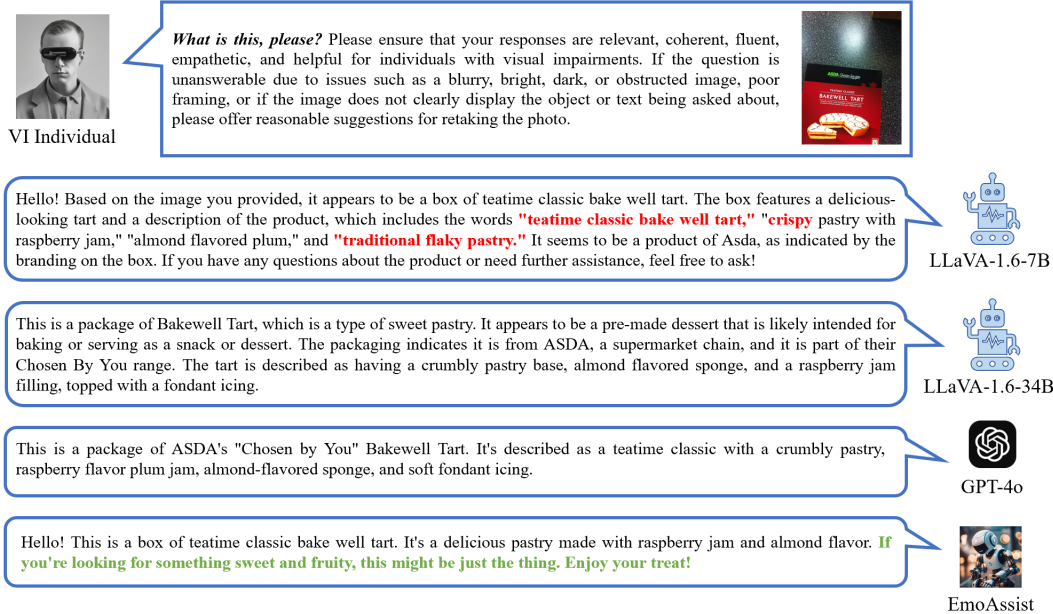 What is this, please? Please ensure that your responses are relevant, coherent, fluent,
empathetic, and helpful for individuals with visual impairments. If the question is
unanswerable due to issues such as a blurry, bright, dark, or obstructed image, poor
framing, or if the image does not clearly display the object or text being asked about,
please offer reasonable suggestions for retaking the photo.
ASDA
BAKEWELL TART
VI Individual
Hello! Based on the image you provided, it appears to be a box of teatime classic bake well tart. The box features a delicious-
looking tart and a description of the product, which includes the words "teatime classic bake well tart," "crispy pastry with
raspberry jam," "almond flavored plum," and "traditional flaky pastry." It seems to be a product of Asda, as indicated by the
branding on the box. If you have any questions about the product or need further assistance, feel free to ask!
LLaVA-1.6-7B
This is a package of Bakewell Tart, which is a type of sweet pastry. It appears to be a pre-made dessert that is likely intended for
baking or serving as a snack or dessert. The packaging indicates it is from ASDA, a supermarket chain, and it is part of their
Chosen By You range. The tart is described as having a crumbly pastry base, almond flavored sponge, and a raspberry jam
filling, topped with a fondant icing.
LLaVA-1.6-34B
This is a package of ASDA's "Chosen by You" Bakewell Tart. It's described as a teatime classic with a crumbly pastry,
raspberry flavor plum jam, almond-flavored sponge, and soft fondant icing.
GPT-4o
Hello! This is a box of teatime classic bake well tart. It's a delicious pastry made with raspberry jam and almond flavor. If
you're looking for something sweet and fruity, this might be just the thing. Enjoy your treat!
EmoAssist